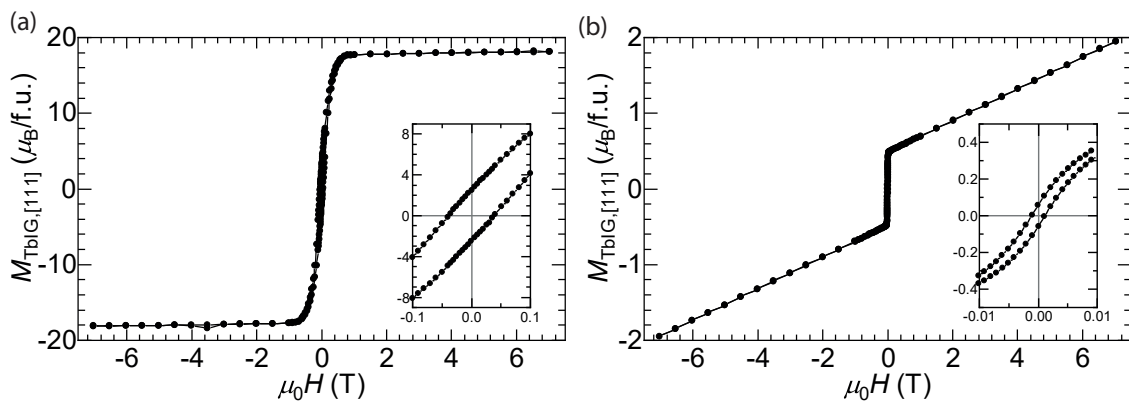 (a)
20
10
0
-10
-20
M_TbIG,[111] (μ_B/f.u.)
8
4
0
-4
-8
-0.1 0.0 0.1
-6 -4 -2 0 2 4 6
μ₀H (T)
(b)
2
1
0
-1
-2
M_TbIG,[111] (μ_B/f.u.)
0.4
0.2
0.0
-0.2
-0.4
-0.01 0.00 0.01
-6 -4 -2 0 2 4 6
μ₀H (T)